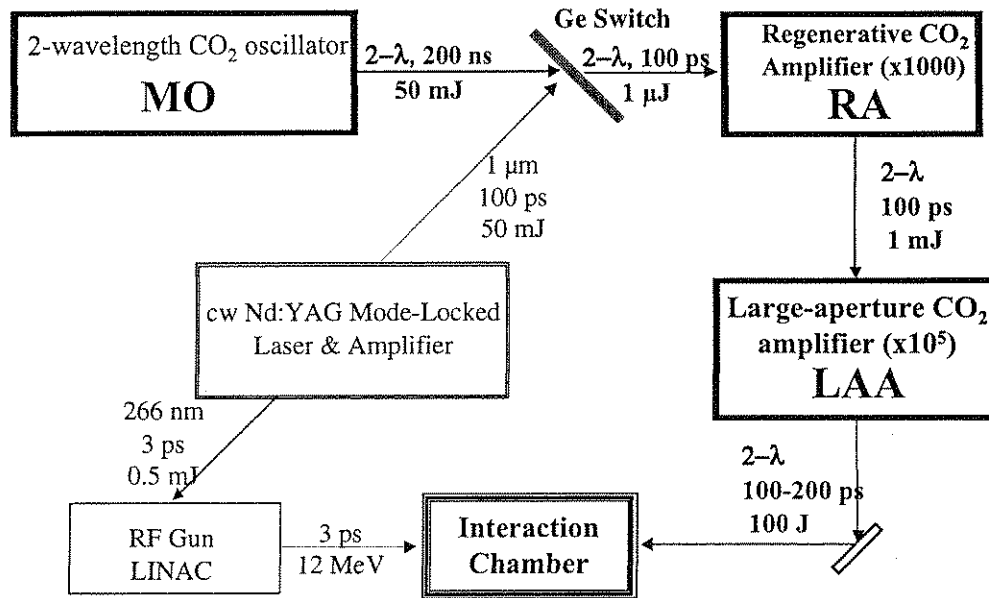 2-wavelength CO₂ oscillator
MO
2–λ, 200 ns
50 mJ
Ge Switch
2–λ, 100 ps
1 μJ
Regenerative CO₂
Amplifier (x1000)
RA
1 μm
100 ps
50 mJ
2–λ
100 ps
1 mJ
cw Nd:YAG Mode-Locked
Laser & Amplifier
Large-aperture CO₂
amplifier (x10⁵)
LAA
266 nm
3 ps
0.5 mJ
2–λ
100-200 ps
100 J
RF Gun
LINAC
3 ps
12 MeV
Interaction
Chamber